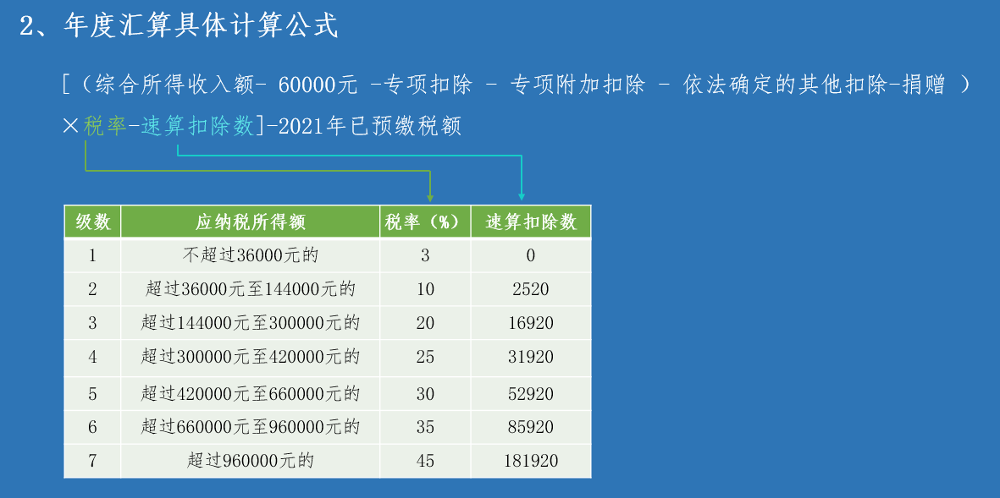 2、年度汇算具体计算公式
[（综合所得收入额- 60000元 -专项扣除 - 专项附加扣除 - 依法确定的其他扣除-捐赠 ）
×税率-速算扣除数]-2021年已预缴税额
级数 应纳税所得额 税率（%） 速算扣除数
1 不超过36000元的 3 0
2 超过36000元至144000元的 10 2520
3 超过144000元至300000元的 20 16920
4 超过300000元至420000元的 25 31920
5 超过420000元至660000元的 30 52920
6 超过660000元至960000元的 35 85920
7 超过960000元的 45 181920